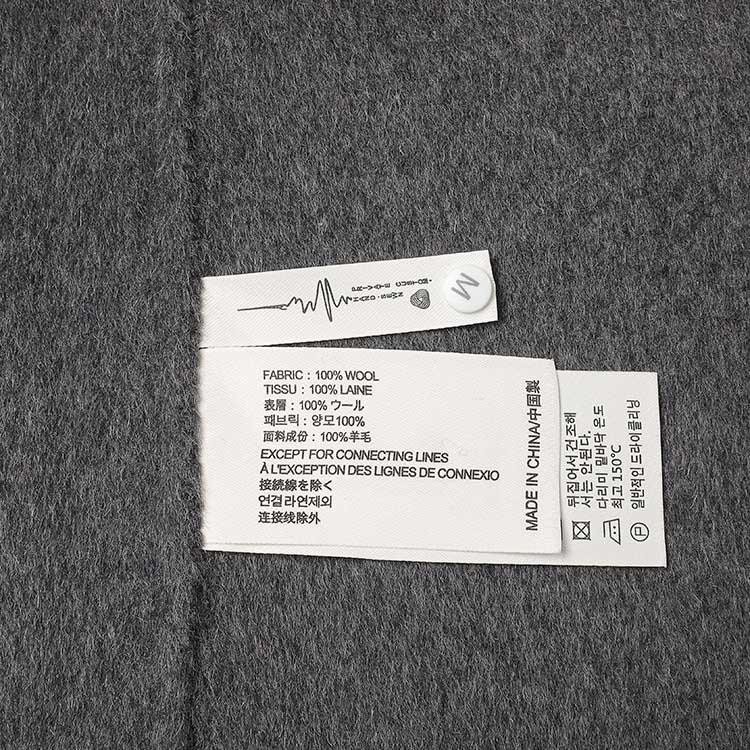 M
FABRIC : 100% WOOL
TISSU : 100% LAINE
表層 : 100% ウール
패브릭 : 양모100%
面料成份 : 100%羊毛
EXCEPT FOR CONNECTING LINES
À L'EXCEPTION DES LIGNES DE CONNEXIO
接続線を除く
연결라연제외
连接线除外
MADE IN CHINA/中国製
뒤집어서 건조해
서는 안된다.
다리미 밑바닥 온도
최고 150℃
일반적인 드라이클리닝
P